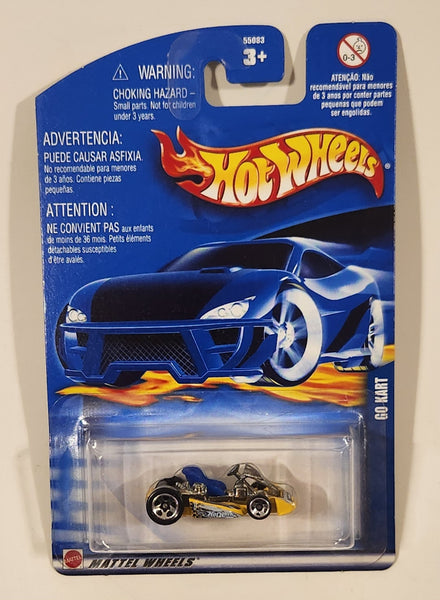 55083
3+
0-3
WARNING:
CHOKING HAZARD –
Small parts. Not for children
under 3 years.
ATENÇÃO: Não
recomendável para menores
de 3 anos por conter partes
pequenas que podem
ser engolidas.
ADVERTENCIA:
PUEDE CAUSAR ASFIXIA.
No recomendable para menores
de 3 años. Contiene piezas
pequeñas.
ATTENTION :
NE CONVIENT PAS aux enfants
de moins de 36 mois. Petits éléments
détachables susceptibles
d'être avalés.
HOT WHEELS
®
GO KART
MATTEL
MATTEL WHEELS